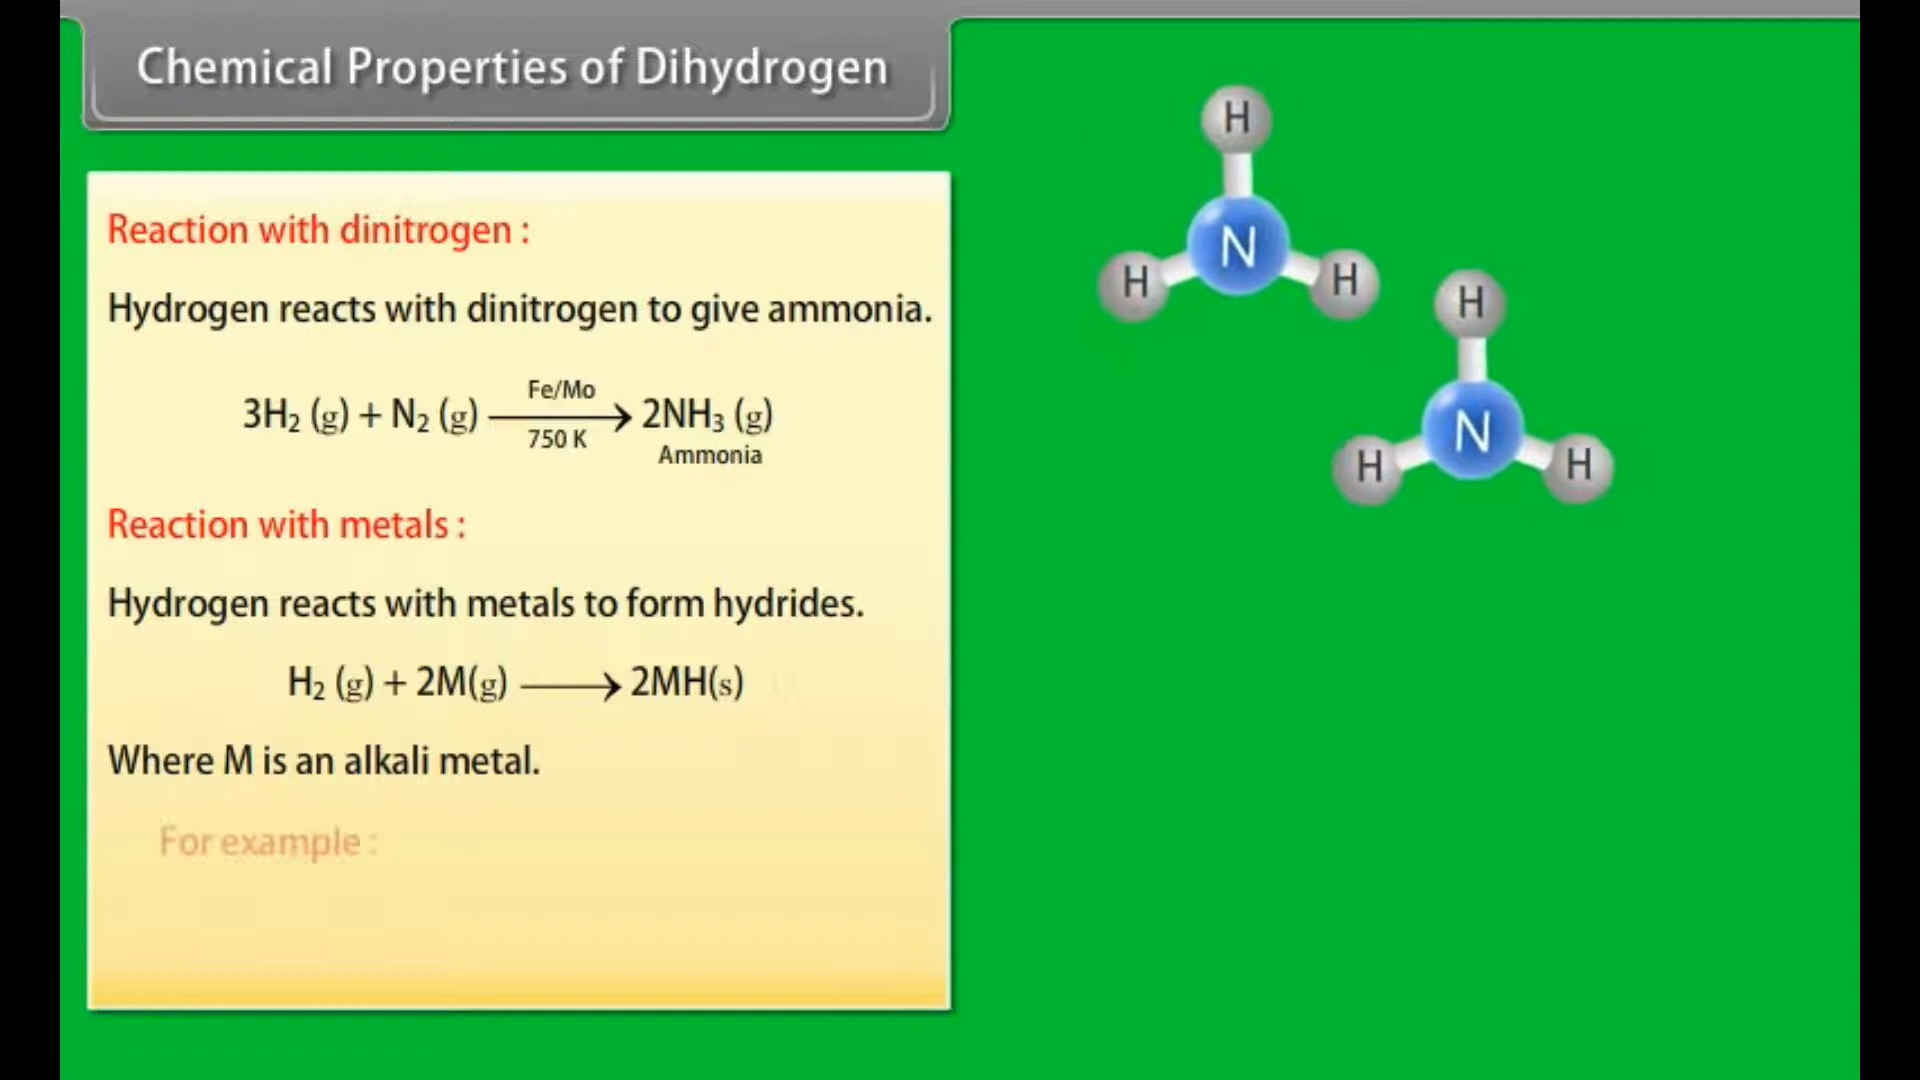 Chemical Properties of Dihydrogen
Reaction with dinitrogen :
Hydrogen reacts with dinitrogen to give ammonia.
Fe/Mo
3H₂ (g) + N₂ (g) ⟶ 2NH₃ (g)
750 K
Ammonia
Reaction with metals :
Hydrogen reacts with metals to form hydrides.
H₂ (g) + 2M(g) ⟶ 2MH(s)
Where M is an alkali metal.
For example :
H
N
H
H
H
N
H
H